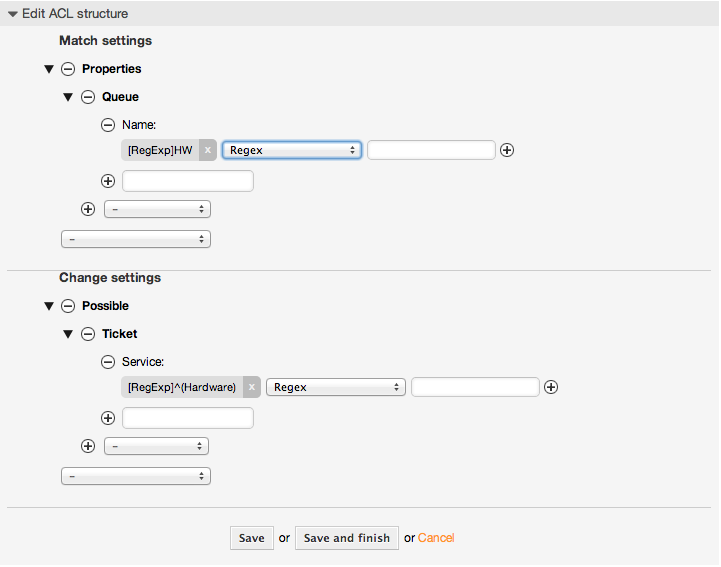 Edit ACL structure
Match settings
Properties
Queue
Name:
[RegExp]HW x Regex
–
–
Change settings
Possible
Ticket
Service:
[RegExp]^(Hardware) x Regex
–
–
Save or Save and finish or Cancel